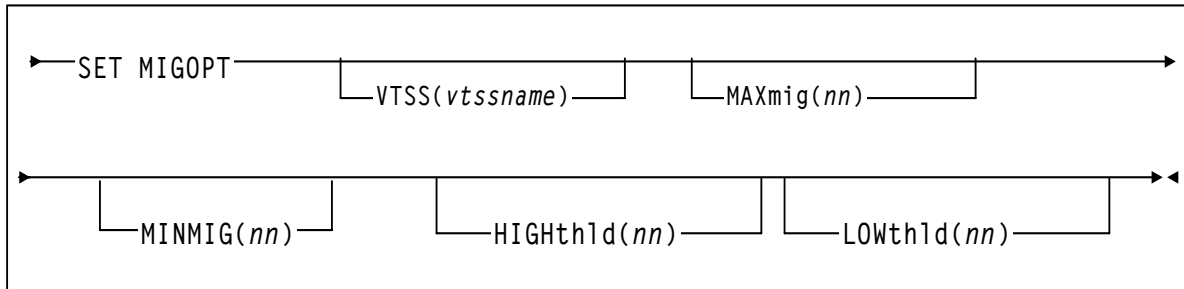 SET MIGOPT
VTSS(vtssname)
MAXmig(nn)
MINMIG(nn)
HIGHthld(nn)
LOWthld(nn)